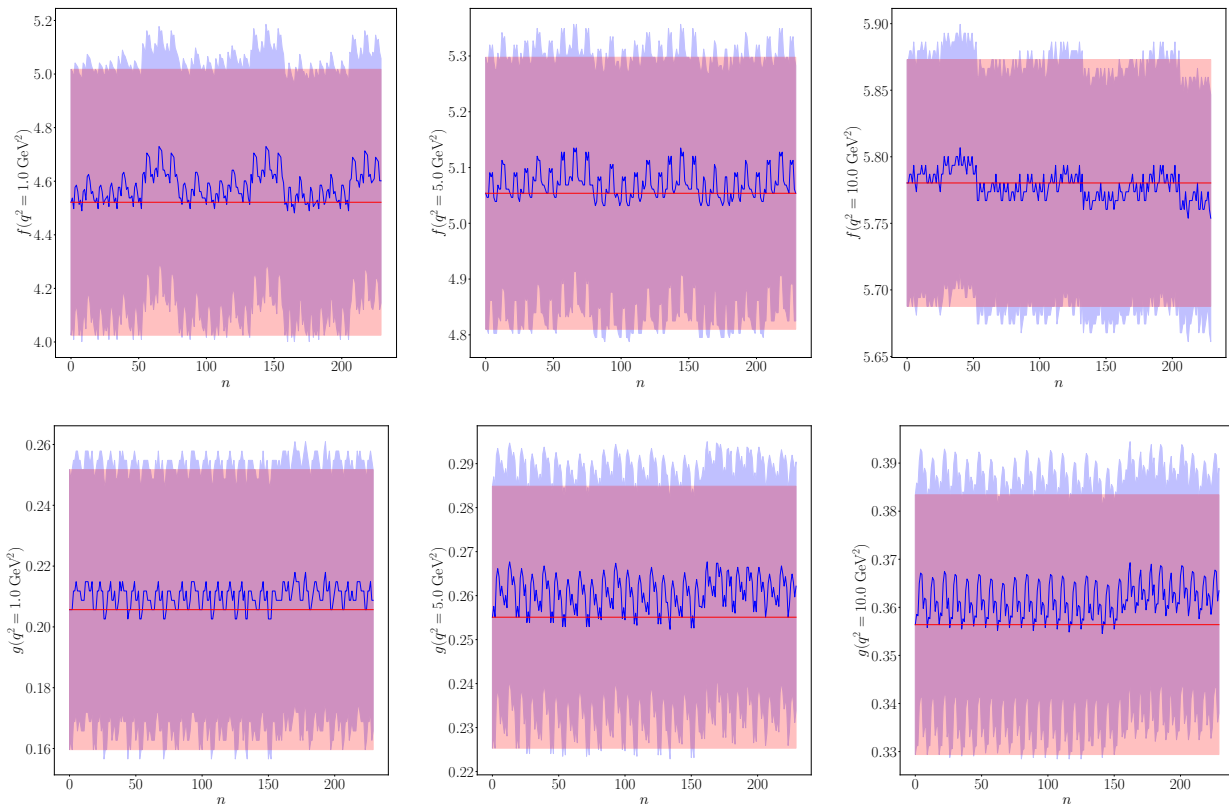 5.2
5.0
4.8
4.6
4.4
4.2
4.0
f(q² = 1.0 GeV²)
0 50 100 150 200
n
5.3
5.2
5.1
5.0
4.9
4.8
f(q² = 5.0 GeV²)
0 50 100 150 200
n
5.90
5.85
5.80
5.75
5.70
5.65
f(q² = 10.0 GeV²)
0 50 100 150 200
n
0.26
0.24
0.22
0.20
0.18
0.16
g(q² = 1.0 GeV²)
0 50 100 150 200
n
0.29
0.28
0.27
0.26
0.25
0.24
0.23
0.22
g(q² = 5.0 GeV²)
0 50 100 150 200
n
0.39
0.38
0.37
0.36
0.35
0.34
0.33
g(q² = 10.0 GeV²)
0 50 100 150 200
n